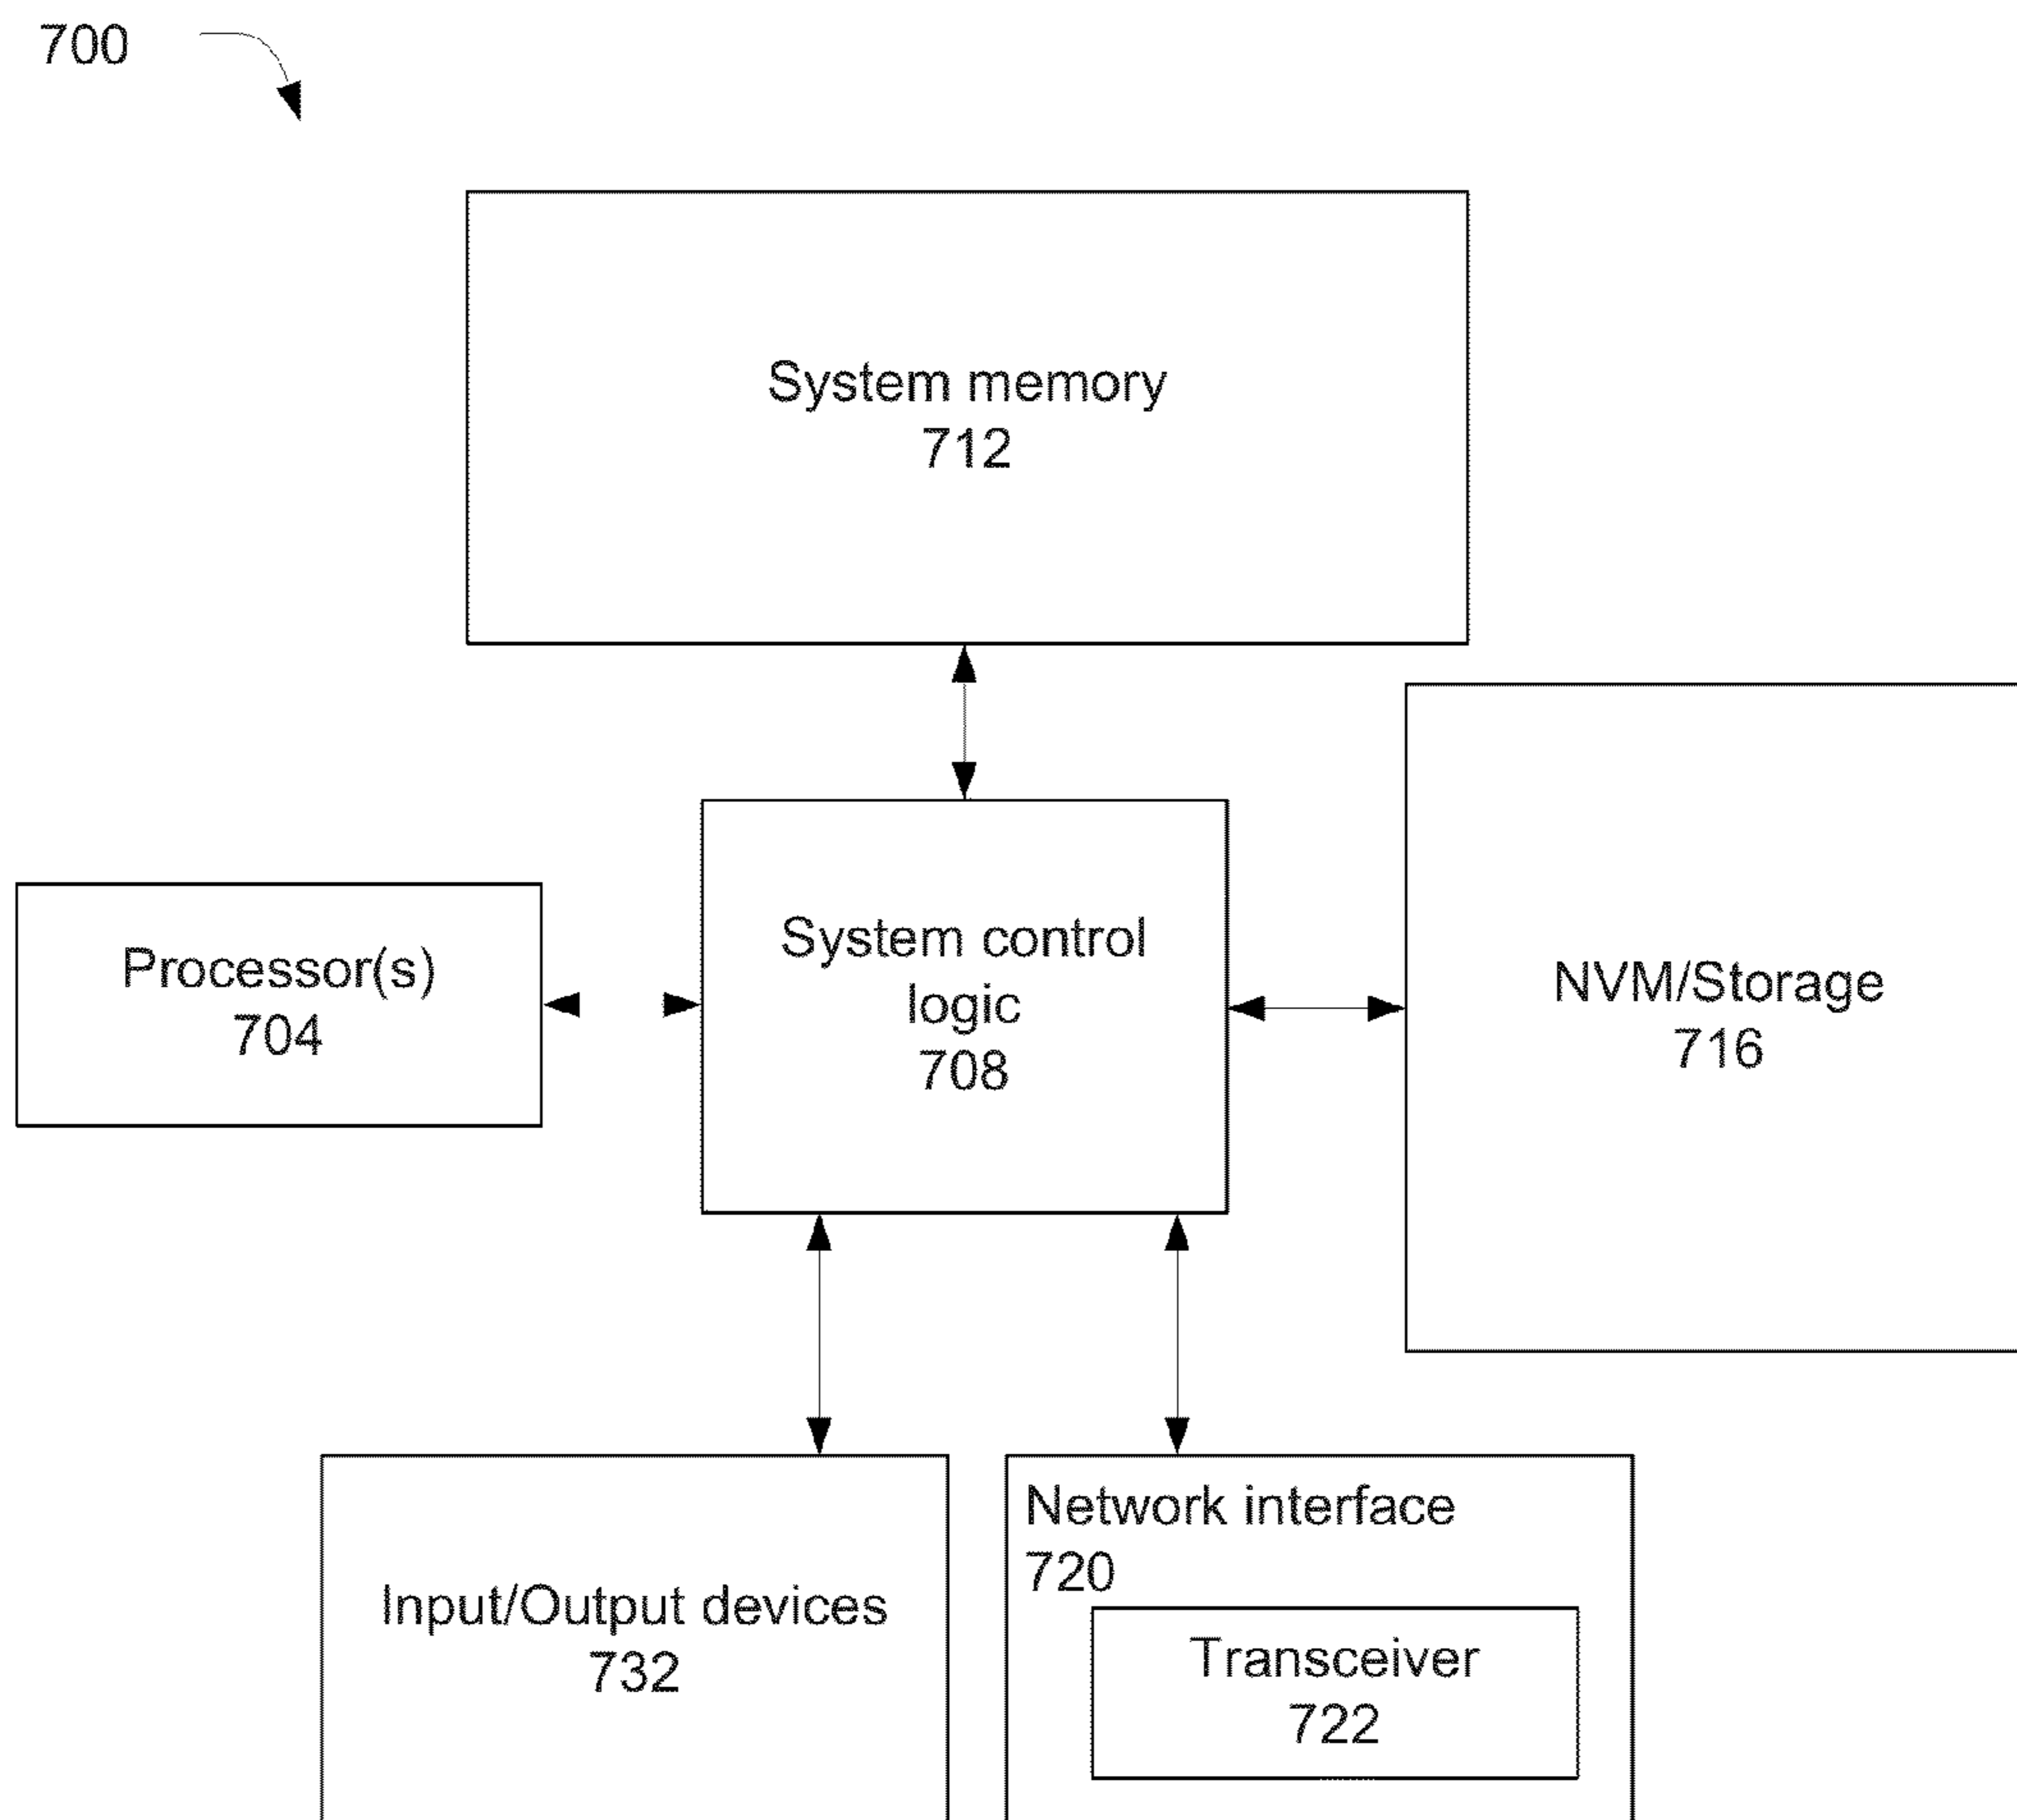 700
System memory
712
Processor(s)
704
System control
logic
708
NVM/Storage
716
Input/Output devices
732
Network interface
720
Transceiver
722